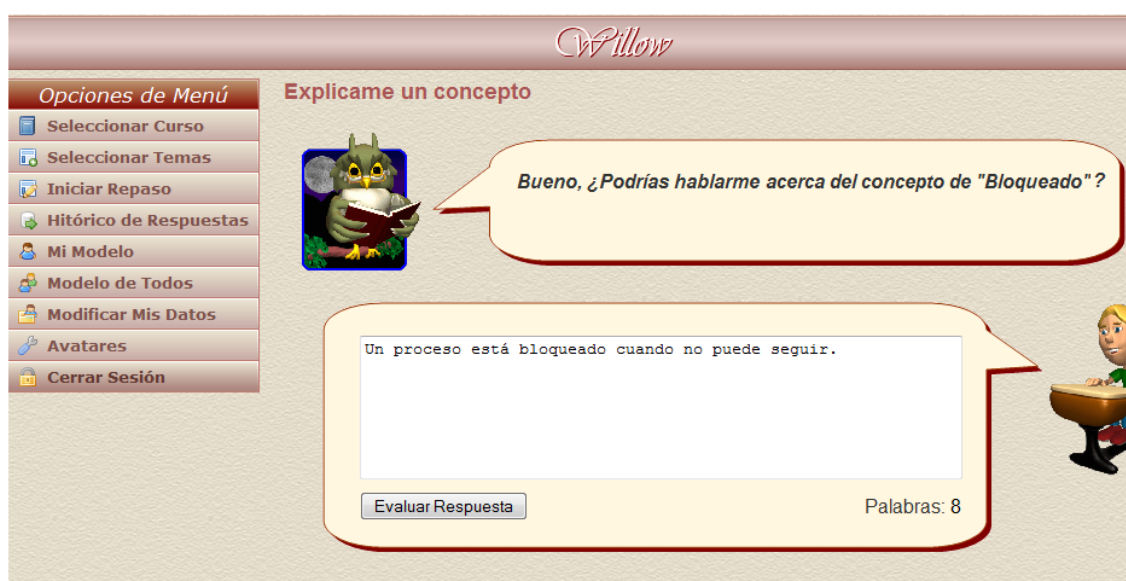 Willow
Opciones de Menú
Seleccionar Curso
Seleccionar Temas
Iniciar Repaso
Hitórico de Respuestas
Mi Modelo
Modelo de Todos
Modificar Mis Datos
Avatares
Cerrar Sesión
Explicame un concepto
Bueno, ¿Podrías hablarme acerca del concepto de "Bloqueado"?
Un proceso está bloqueado cuando no puede seguir.
Evaluar Respuesta
Palabras: 8